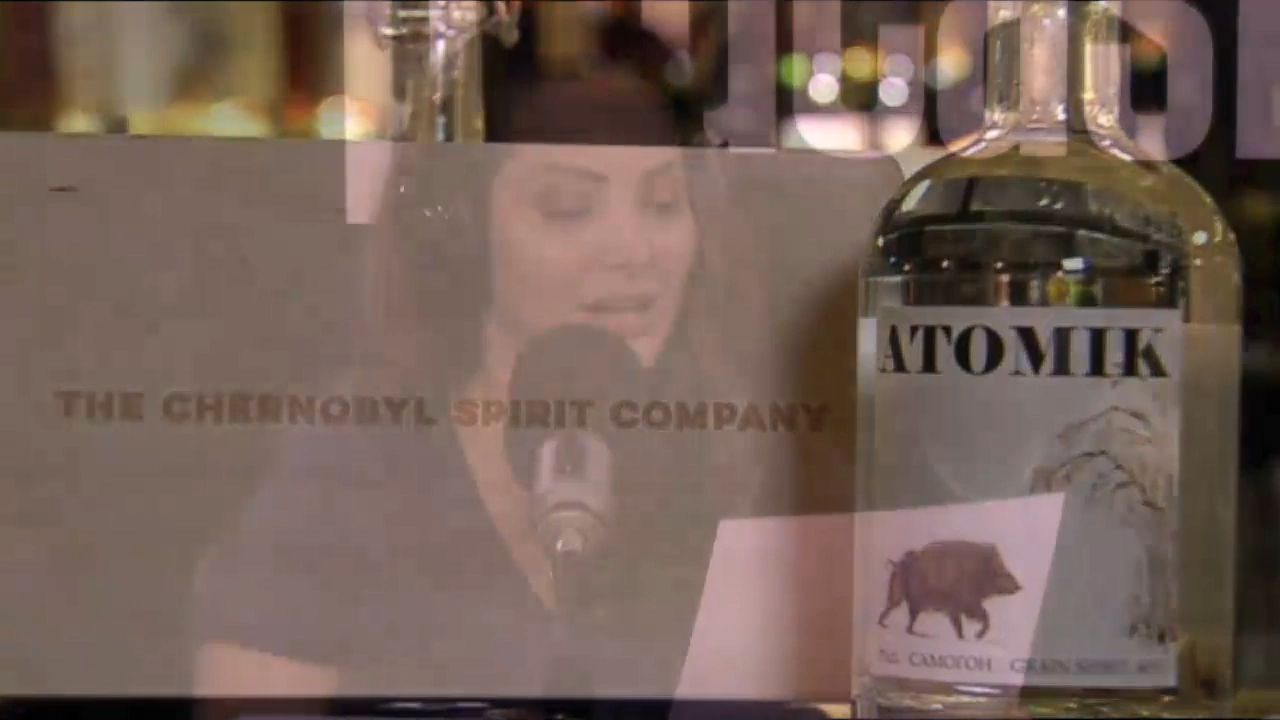 THE CHERNOBYL SPIRIT COMPANY
ATOMIK
САМОГОН GRAIN SPIRIT